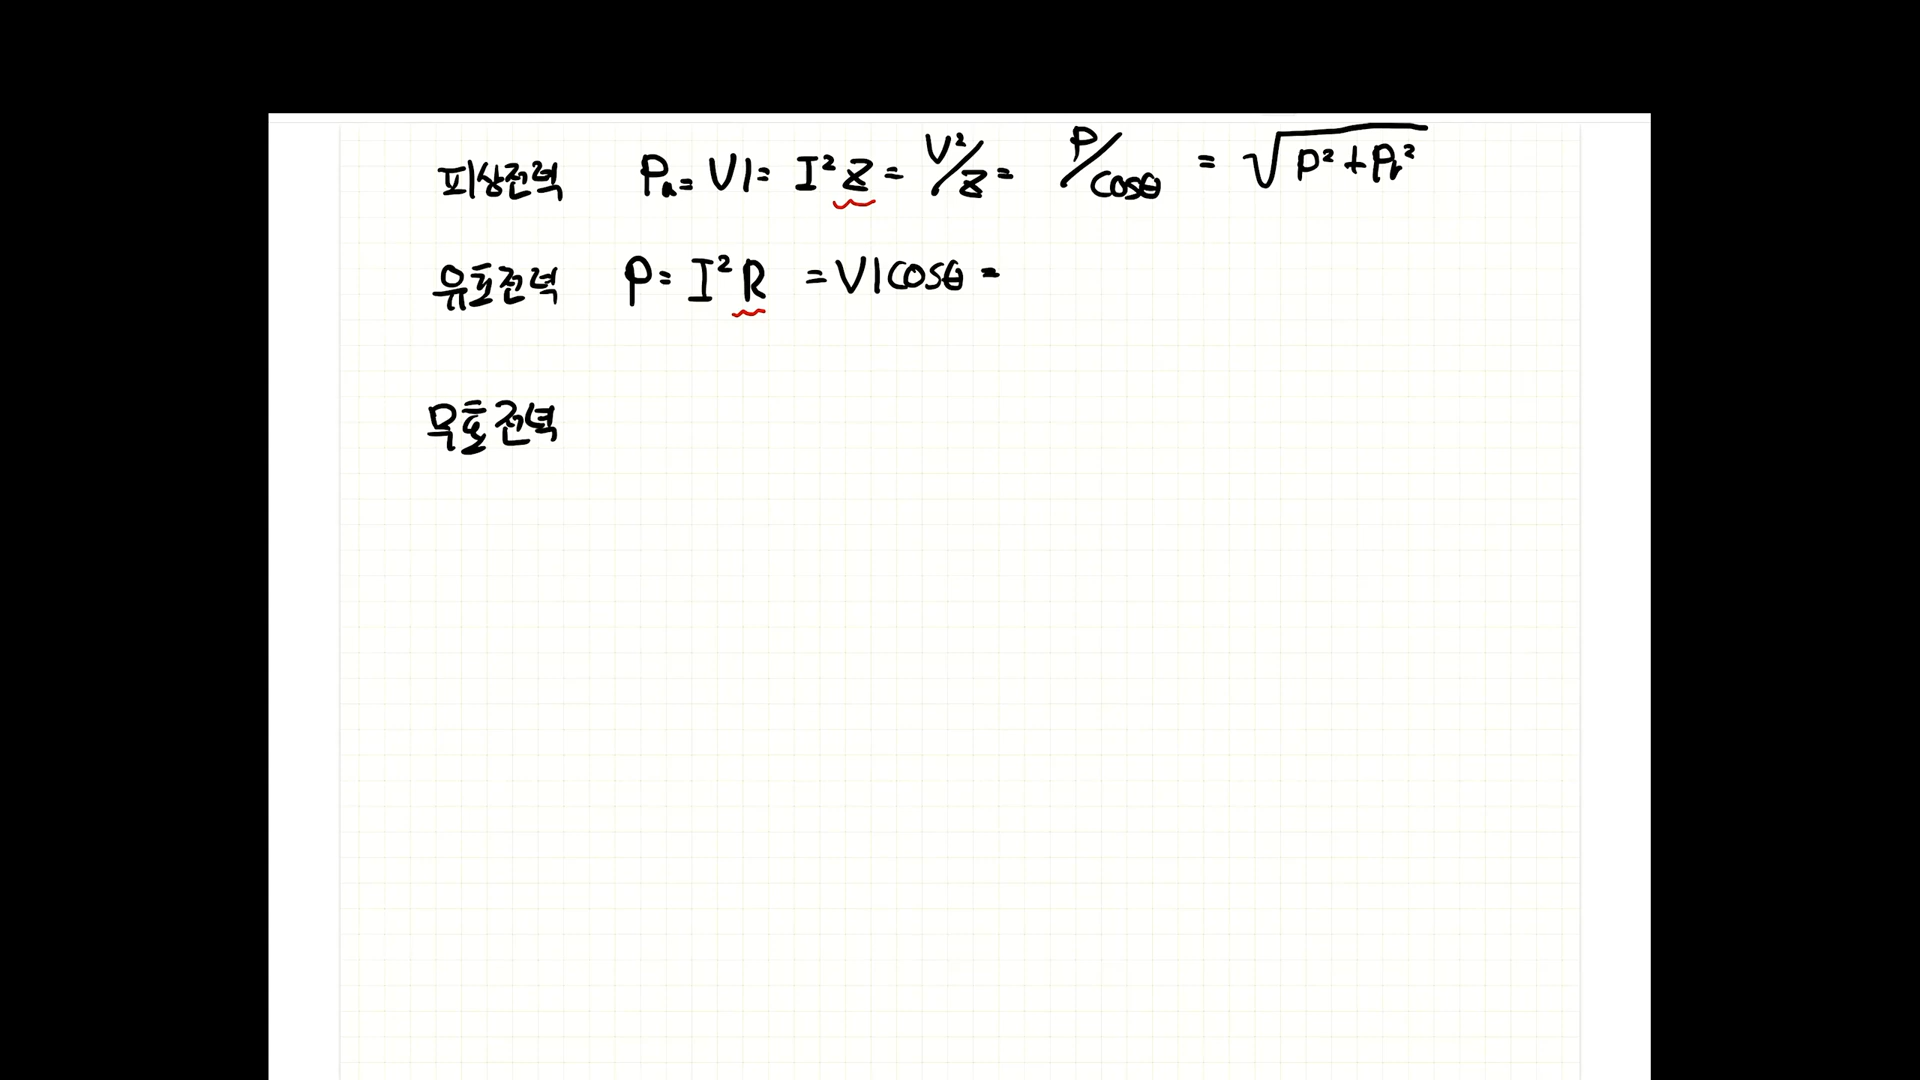 피상전력 Pa = VI = I²Z = V²/Z = P/cosθ = √P²+Pr²
유효전력 P = I²R = VIcosθ =
무효전력